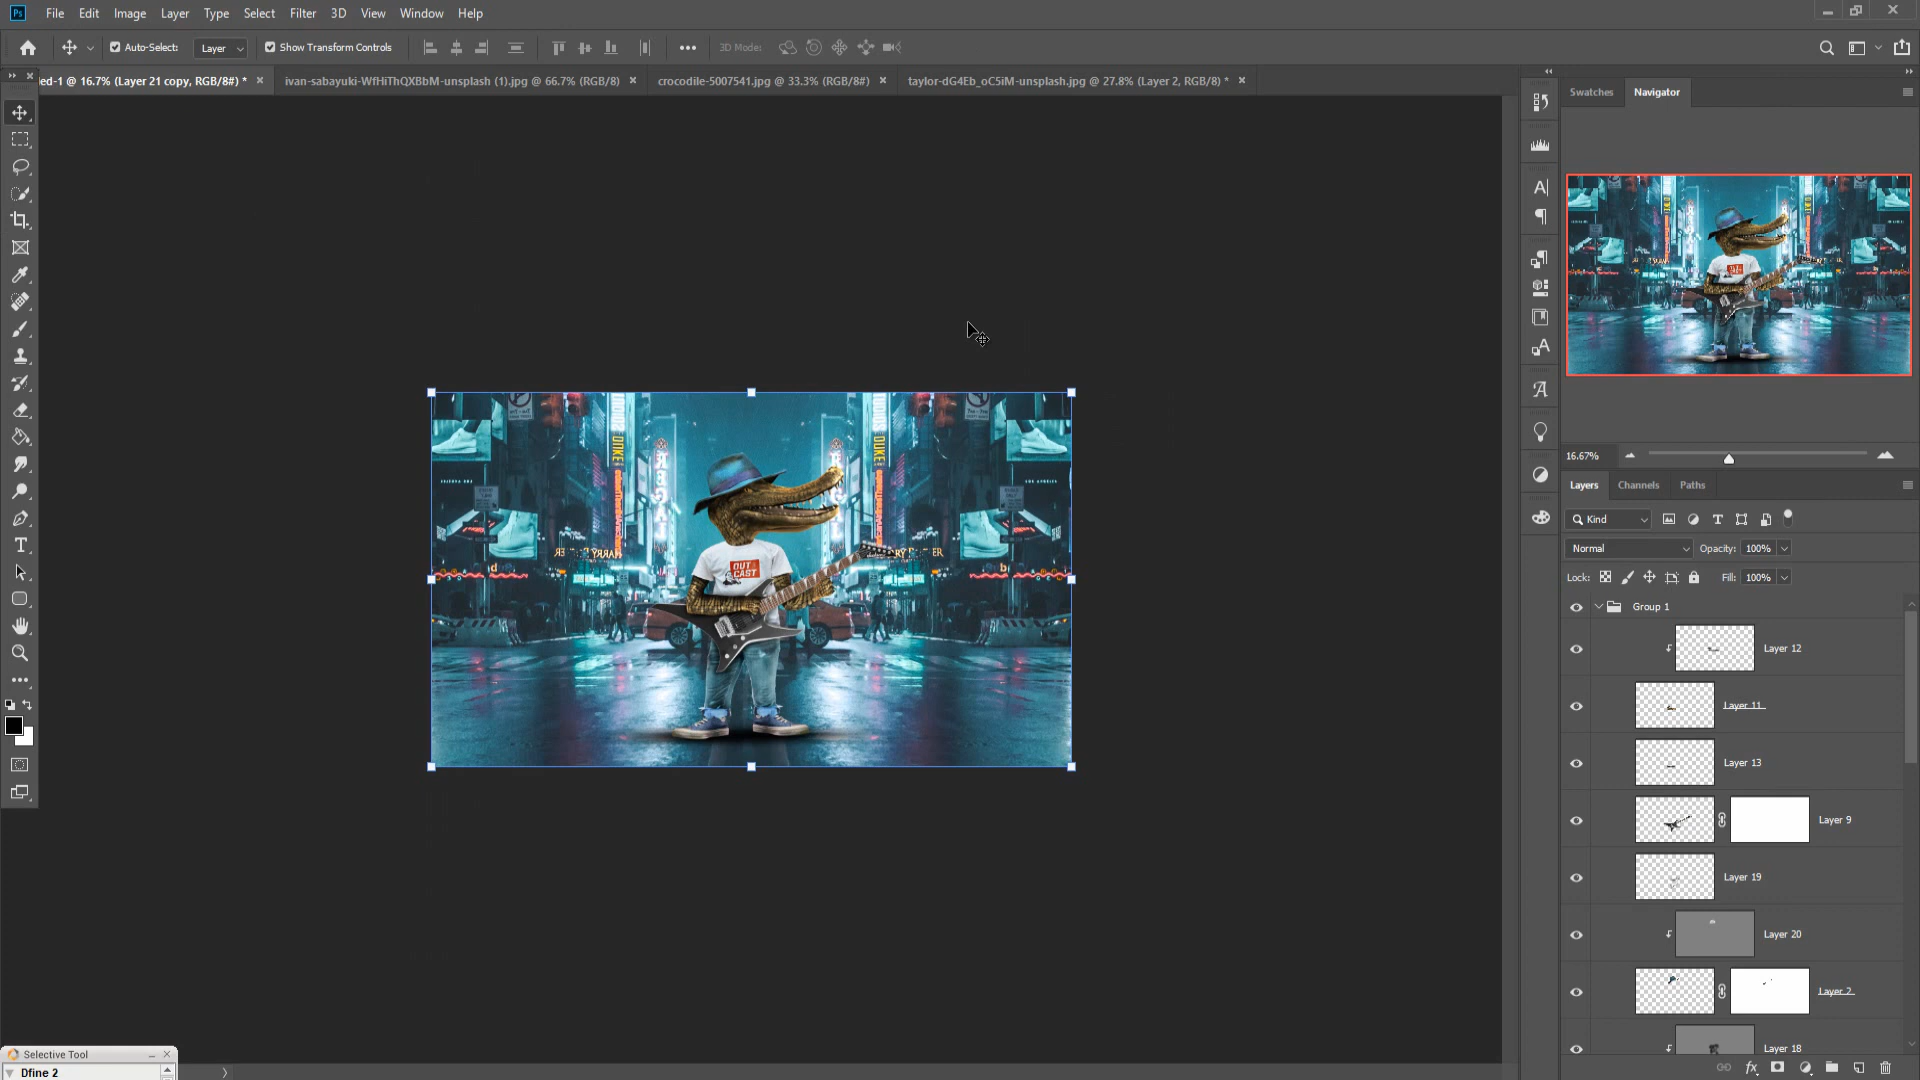 Ps File Edit Image Layer Type Select Filter 3D View Window Help
Auto-Select: Layer Show Transform Controls 3D Mode:
ed-1 @ 16.7% (Layer 21 copy, RGB/8#) * ivan-sabayuki-WfHiThQXBbM-unsplash (1).jpg @ 66.7% (RGB/8) crocodile-5007541.jpg @ 33.3% (RGB/8#) taylor-dG4Eb_oC5iM-unsplash.jpg @ 27.8% (Layer 2, RGB/8) *
Swatches Navigator
DUKE
OUT
CAST
16.67%
Layers Channels Paths
Kind
Normal Opacity: 100%
Lock: Fill: 100%
Group 1
Layer 12
Layer 11
Layer 13
Layer 9
Layer 19
Layer 20
Layer 2
Layer 18
Selective Tool
Dfine 2